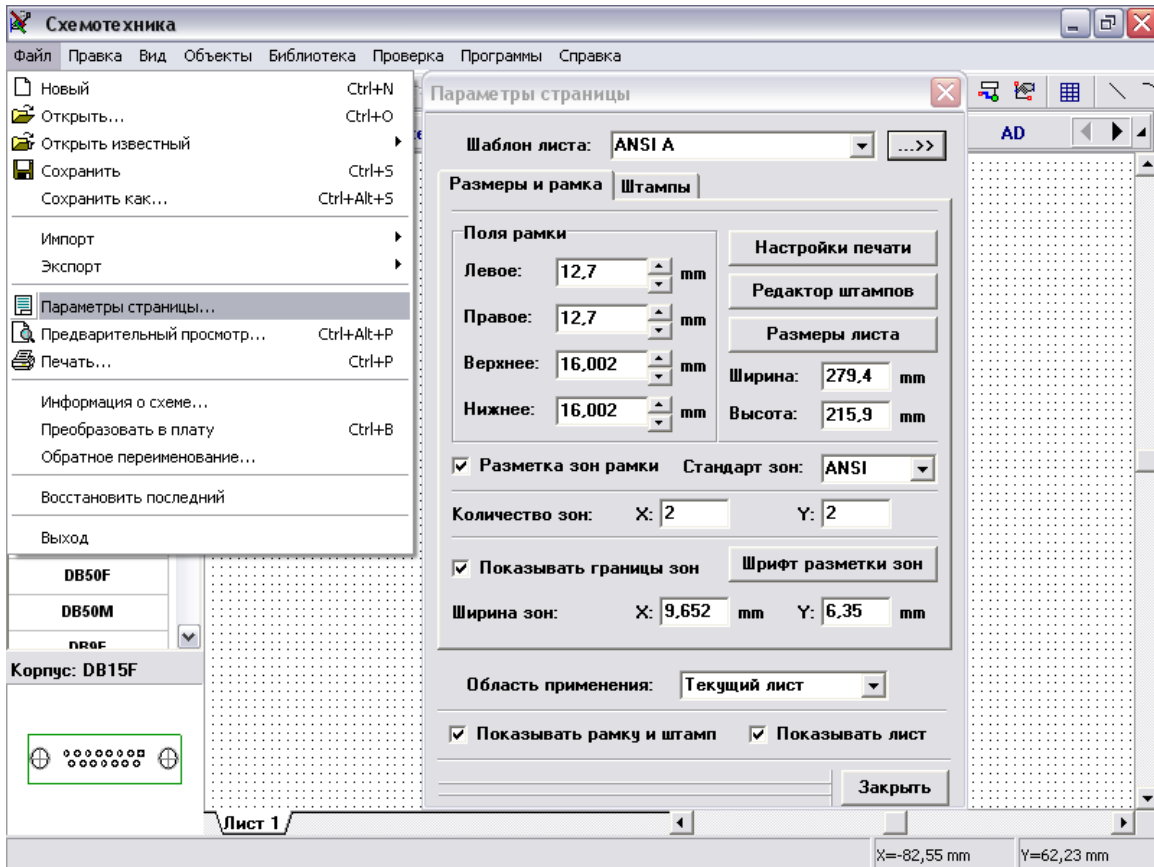 Схемотехника
Файл Правка Вид Объекты Библиотека Проверка Программы Справка
Новый Ctrl+N
Открыть... Ctrl+O
Открыть известный
Сохранить Ctrl+S
Сохранить как... Ctrl+Alt+S
Импорт
Экспорт
Параметры страницы...
Предварительный просмотр... Ctrl+Alt+P
Печать... Ctrl+P
Информация о схеме...
Преобразовать в плату Ctrl+B
Обратное переименование...
Восстановить последний
Выход
DB50F
DB50M
DB9F
Корпус: DB15F
Параметры страницы
AD
Шаблон листа: ANSI A ...>>
Размеры и рамка Штампы
Поля рамки
Левое: 12,7 mm
Правое: 12,7 mm
Верхнее: 16,002 mm
Нижнее: 16,002 mm
Настройки печати
Редактор штампов
Размеры листа
Ширина: 279,4 mm
Высота: 215,9 mm
Разметка зон рамки Стандарт зон: ANSI
Количество зон: X: 2 Y: 2
Показывать границы зон Шрифт разметки зон
Ширина зон: X: 9,652 mm Y: 6,35 mm
Область применения: Текущий лист
Показывать рамку и штамп Показывать лист
Закрыть
Лист 1
X=-82,55 mm Y=62,23 mm